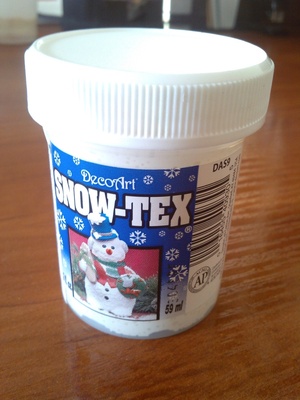 DecoArt
SNOW-TEX®
DAS9
AP
59 ml